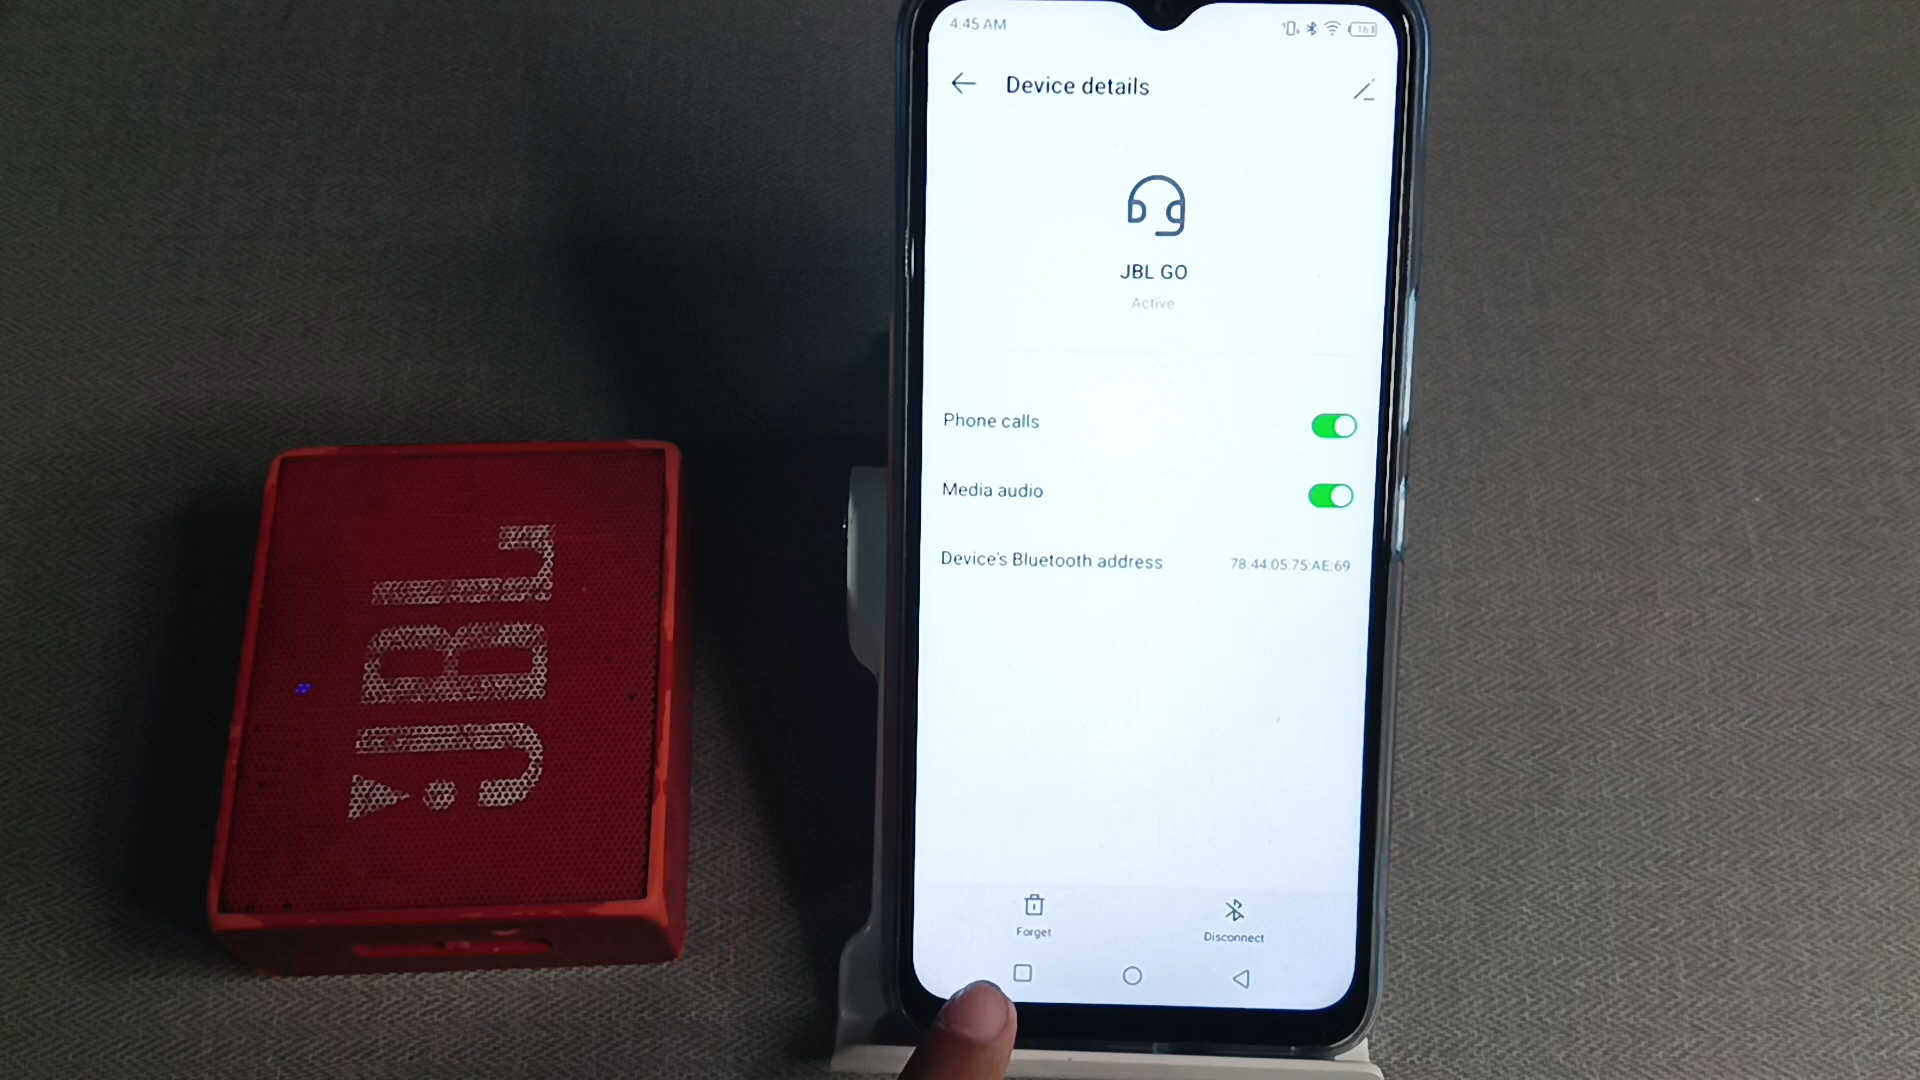 4:45 AM
16
Device details
JBL GO
Active
Phone calls
Media audio
Device's Bluetooth address 78:44:05:75:AE:69
Forget Disconnect
JBL